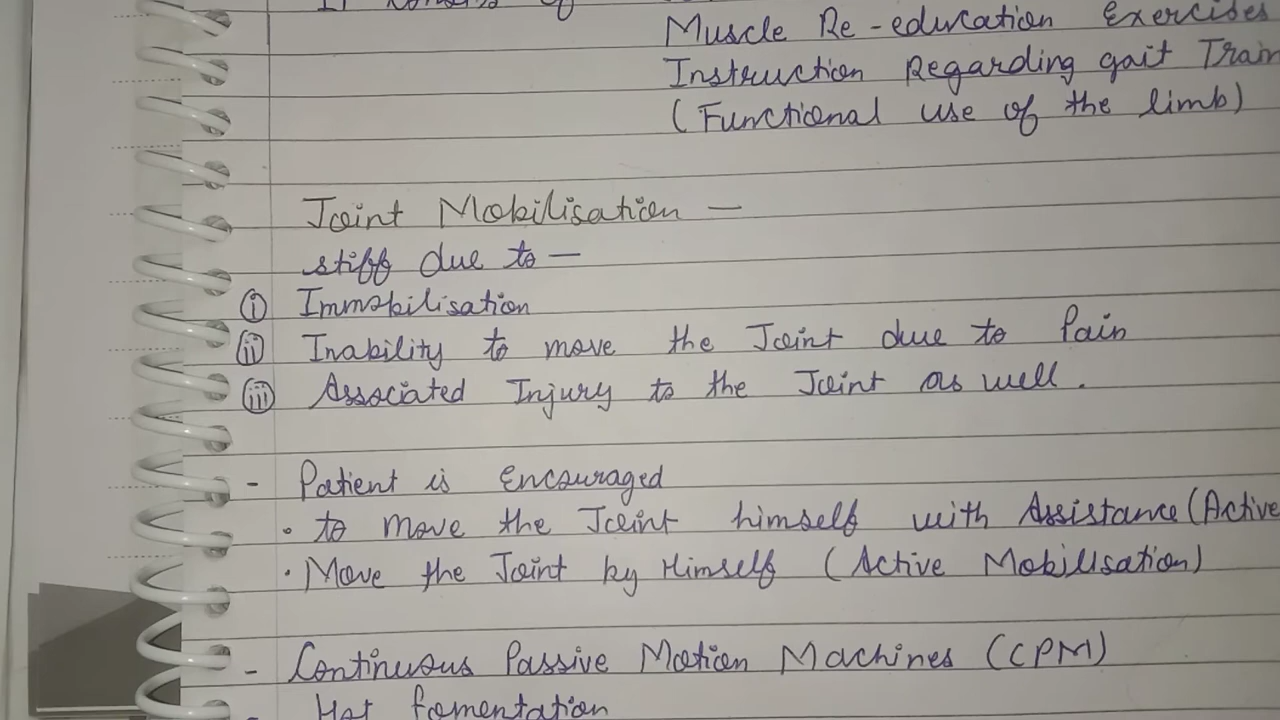 It consists of
Muscle Re-education Exercises
Instruction Regarding gait Train
(Functional use of the limb)
Joint Mobilisation —
stiff due to —
(i) Immobilisation
(ii) Inability to move the Joint due to Pain
(iii) Associated Injury to the Joint as well.
- Patient is Encouraged
• to move the Joint himself with Assistance (Active
• Move the Joint by Himself (Active Mobilisation)
- Continuous Passive Motion Machines (CPM)
- Hot fomentation